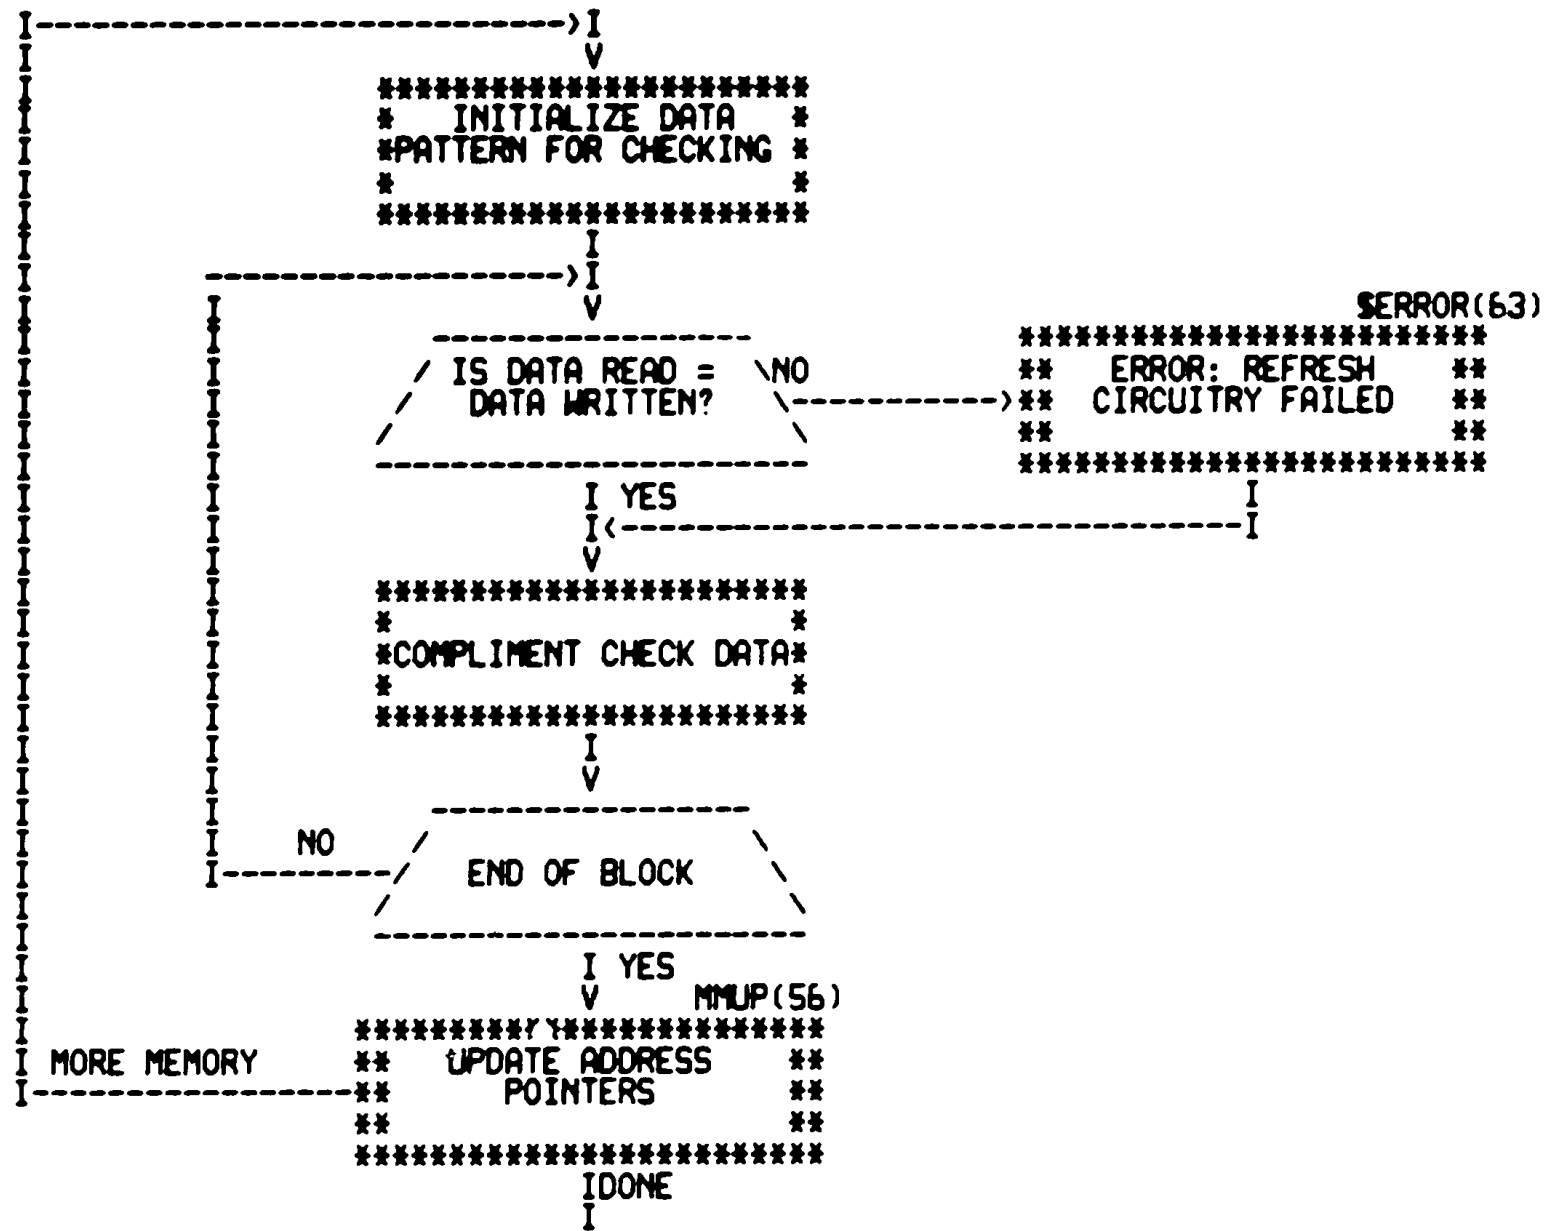 INITIALIZE DATA
PATTERN FOR CHECKING
$ERROR(63)
IS DATA READ =
DATA WRITTEN?
NO
ERROR: REFRESH
CIRCUITRY FAILED
YES
COMPLIMENT CHECK DATA
NO
END OF BLOCK
YES
MMUP(56)
MORE MEMORY
UPDATE ADDRESS
POINTERS
DONE